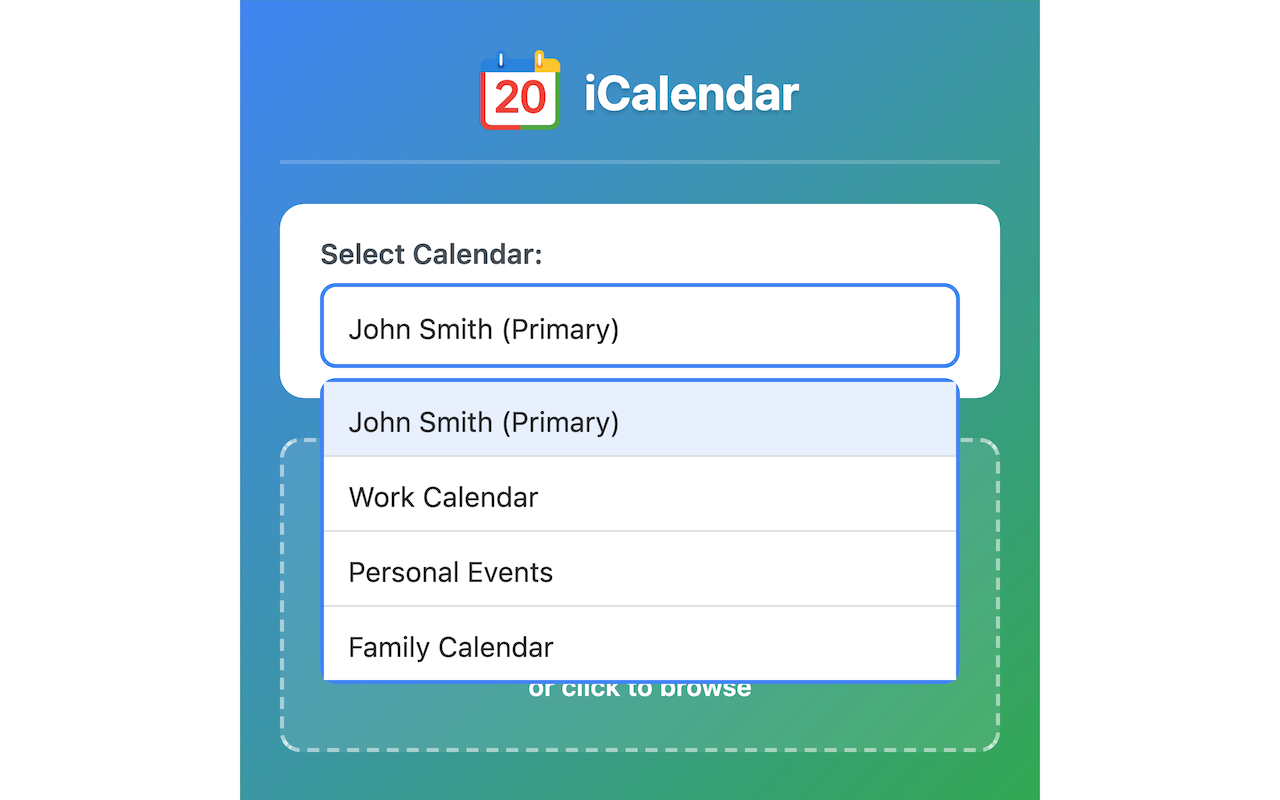 20
iCalendar
Select Calendar:
John Smith (Primary)
John Smith (Primary)
Work Calendar
Personal Events
Family Calendar
or click to browse